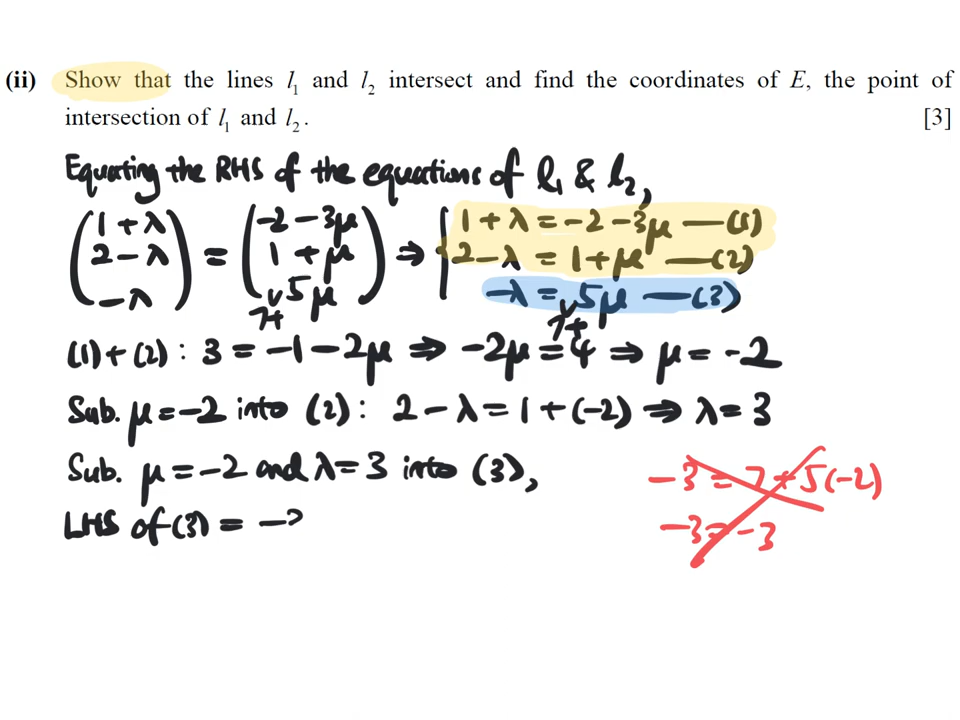 (ii) Show that the lines l₁ and l₂ intersect and find the coordinates of E, the point of
intersection of l₁ and l₂. [3]
Equating the RHS of the equations of l₁ & l₂,
(1 + λ) = (-2 - 3μ) ⇒ { 1 + λ = -2 - 3μ —(1)
(2 - λ) (1 + μ) 2 - λ = 1 + μ —(2)
(-λ) (7+ 5μ) -λ = 7+ 5μ —(3)
(1) + (2) : 3 = -1 - 2μ ⇒ -2μ = 4 ⇒ μ = -2
Sub. μ = -2 into (2) : 2 - λ = 1 + (-2) ⇒ λ = 3
Sub. μ = -2 and λ = 3 into (3),
LHS of (3) = -3
-3 = 7 + 5(-2)
-3 = -3